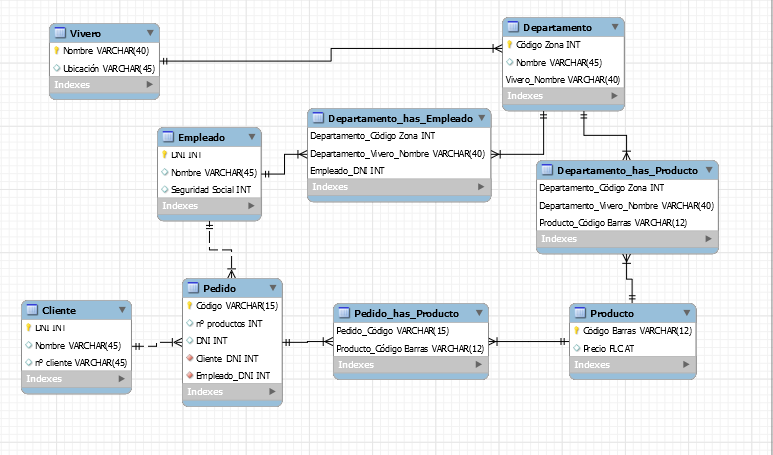 Vivero
Nombre VARCHAR(40)
Ubicación VARCHAR(45)
Indexes
Departamento
Código Zona INT
Nombre VARCHAR(45)
Vivero_Nombre VARCHAR(40)
Indexes
Departamento_has_Empleado
Departamento_Código Zona INT
Departamento_Vivero_Nombre VARCHAR(40)
Empleado_DNI INT
Indexes
Empleado
DNI INT
Nombre VARCHAR(45)
Seguridad Social INT
Indexes
Departamento_has_Producto
Departamento_Código Zona INT
Departamento_Vivero_Nombre VARCHAR(40)
Producto_Código Barras VARCHAR(12)
Indexes
Pedido
Código VARCHAR(15)
nº productos INT
DNI INT
Cliente_DNI INT
Empleado_DNI INT
Indexes
Cliente
DNI INT
Nombre VARCHAR(45)
nº cliente VARCHAR(45)
Indexes
Pedido_has_Producto
Pedido_Código VARCHAR(15)
Producto_Código Barras VARCHAR(12)
Indexes
Producto
Código Barras VARCHAR(12)
Precio FLOAT
Indexes